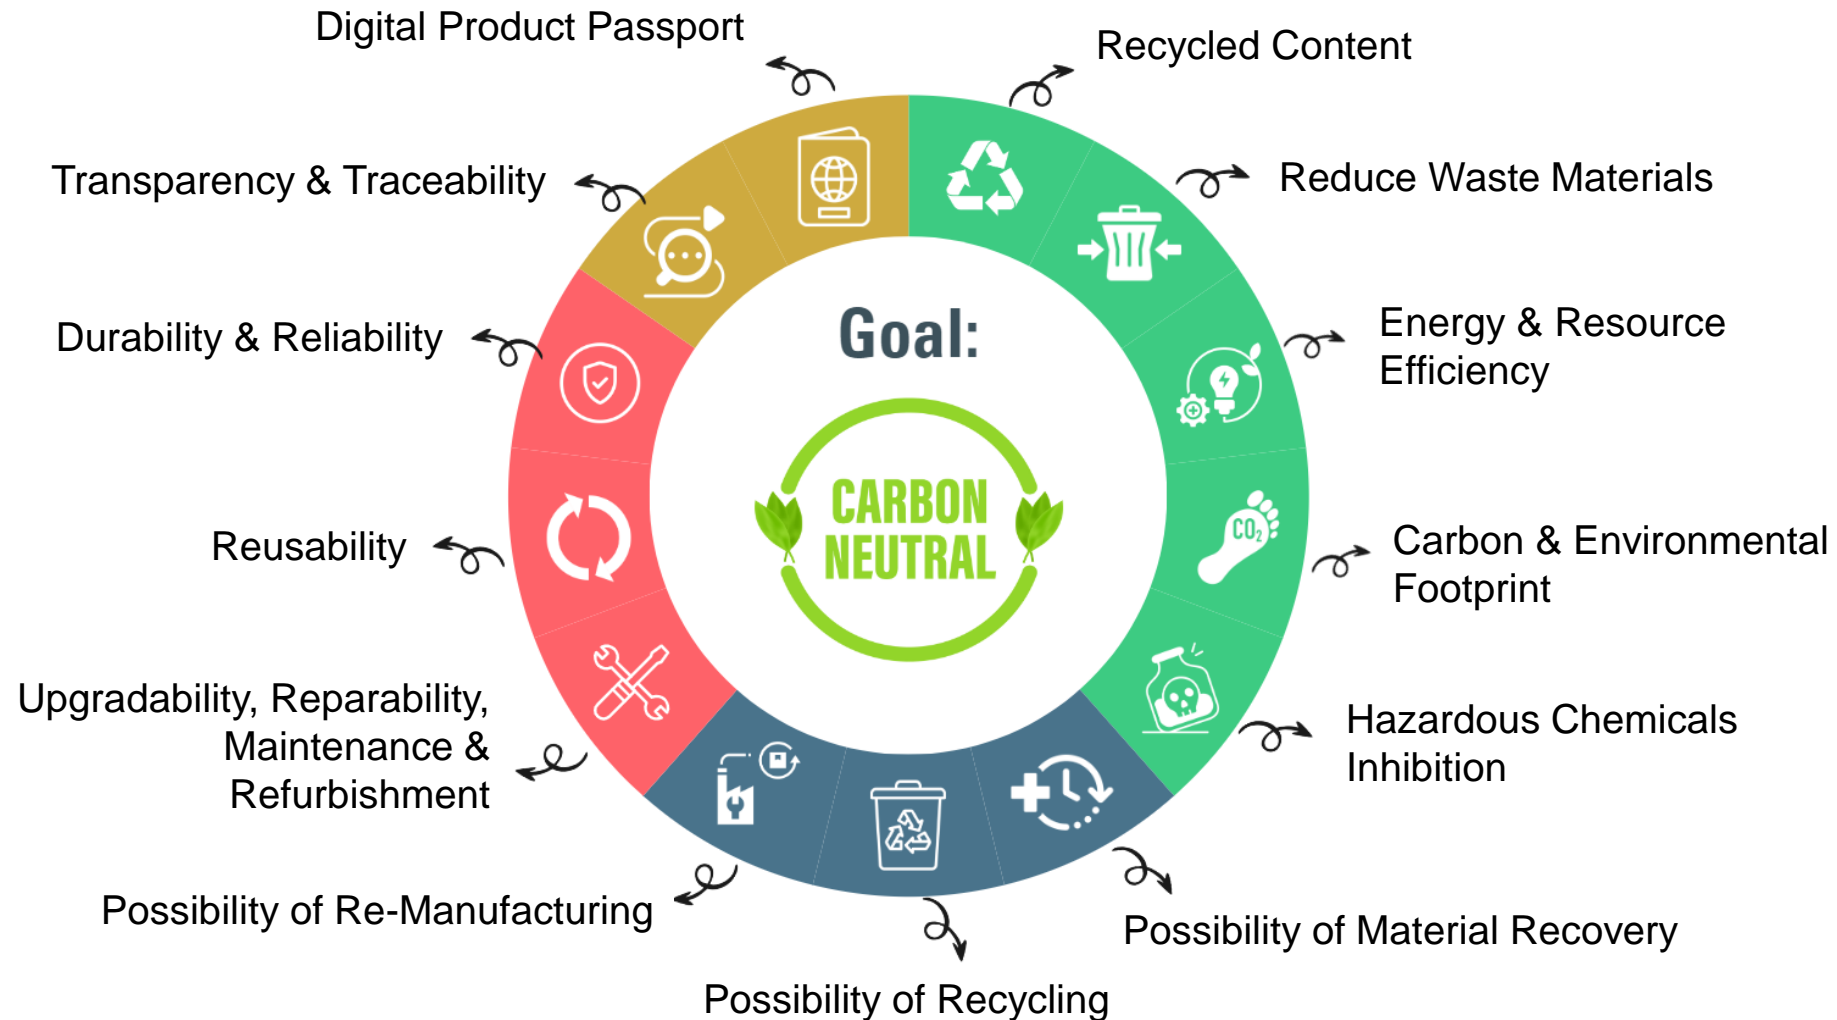 Digital Product Passport
Recycled Content
Transparency & Traceability
Reduce Waste Materials
Durability & Reliability
Energy & Resource
Efficiency
Goal:
CARBON
NEUTRAL
Reusability
CO₂
Carbon & Environmental
Footprint
Upgradability, Reparability,
Maintenance &
Refurbishment
Hazardous Chemicals
Inhibition
Possibility of Re-Manufacturing
Possibility of Material Recovery
Possibility of Recycling